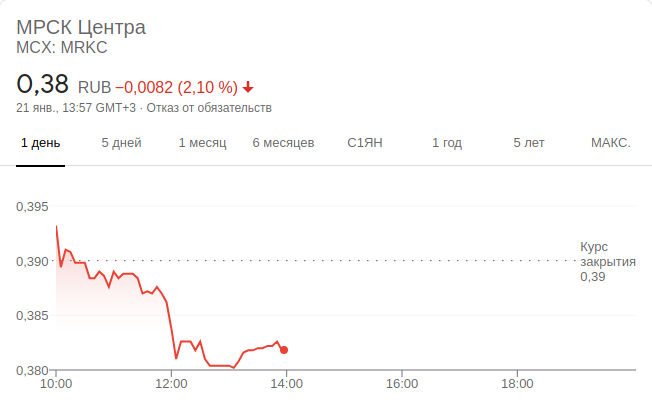 МРСК Центра
MCX: MRKC
0,38 RUB −0,0082 (2,10 %)
21 янв., 13:57 GMT+3 · Отказ от обязательств
1 день 5 дней 1 месяц 6 месяцев С1ЯН 1 год 5 лет МАКС.
0,395
Курс
0,390 закрытия
0,39
0,385
0,380
10:00 12:00 14:00 16:00 18:00